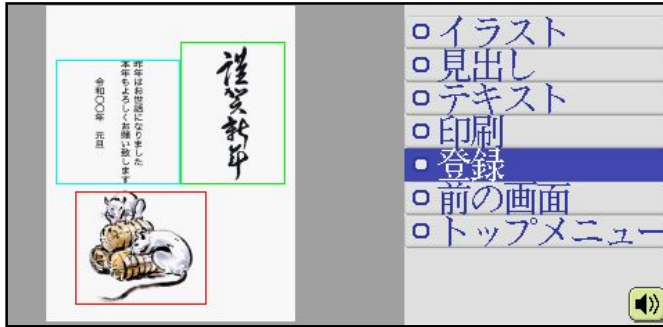 謹賀新年
昨年はお世話になりました
本年もよろしくお願い致します
令和〇〇年 元旦
イラスト
見出し
テキスト
印刷
登録
前の画面
トップメニュー